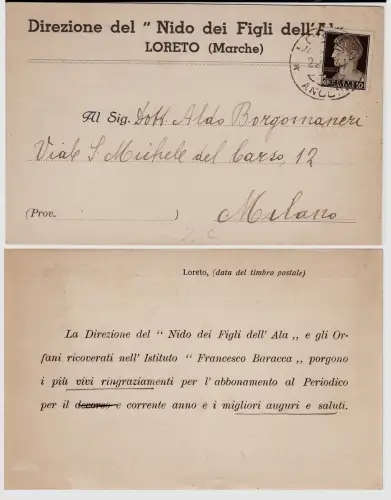 Direzione del " Nido dei Figli dell'Ala
LORETO (Marche)
Al Sig. Dott Aldo Borgomaneri
Viale S. Michele del Carso, 12
(Prov. ) Milano
Loreto, (data del timbro postale)
La Direzione del " Nido dei Figli dell' Ala „ e gli Or-
fani ricoverati nell' Istituto " Francesco Baracca „ porgono
i più vivi ringraziamenti per l'abbonamento al Periodico
per il decorso e corrente anno e i migliori auguri e saluti.